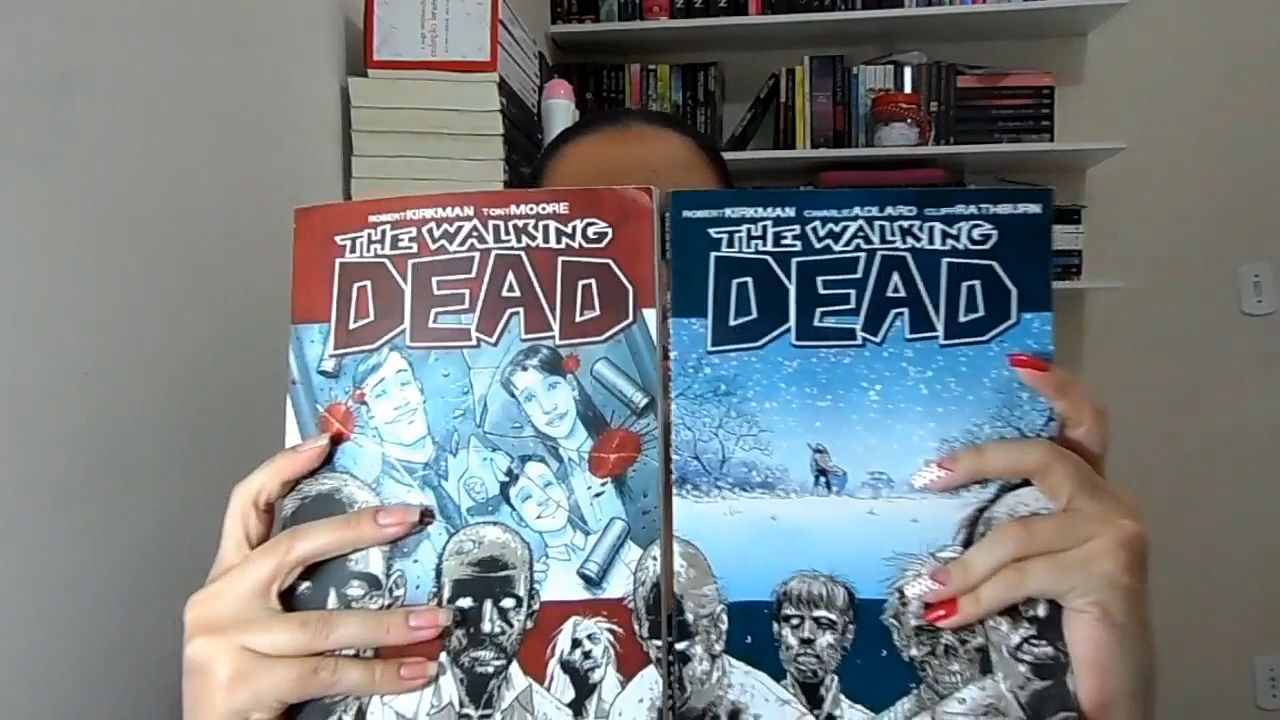 ROBERT KIRKMAN TONY MOORE
THE WALKING
DEAD
ROBERT KIRKMAN CHARLIE ADLARD CLIFF RATHBURN
THE WALKING
DEAD